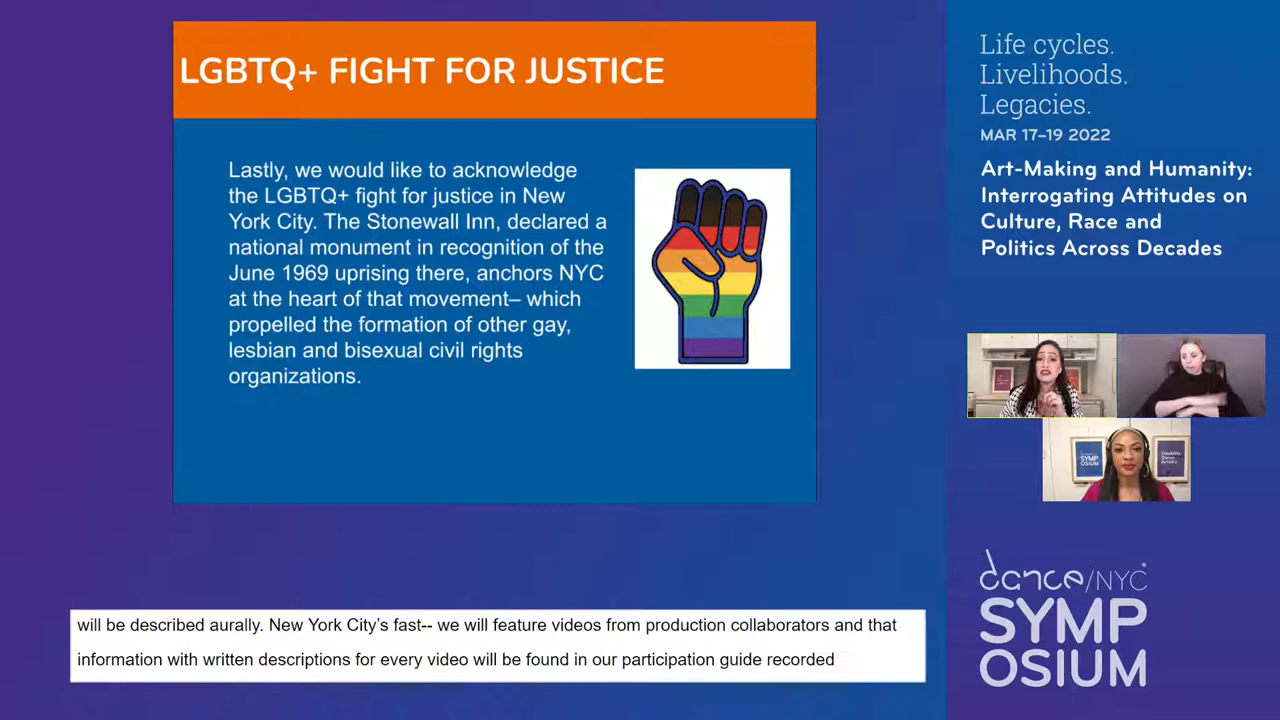 LGBTQ+ FIGHT FOR JUSTICE
Lastly, we would like to acknowledge
the LGBTQ+ fight for justice in New
York City. The Stonewall Inn, declared a
national monument in recognition of the
June 1969 uprising there, anchors NYC
at the heart of that movement– which
propelled the formation of other gay,
lesbian and bisexual civil rights
organizations.
Life cycles.
Livelihoods.
Legacies.
MAR 17–19 2022
Art-Making and Humanity:
Interrogating Attitudes on
Culture, Race and
Politics Across Decades
SYMP
OSIUM
Disability.
Dance.
Artistry.
dance/NYC
SYMP
OSIUM
will be described aurally. New York City's fast-- we will feature videos from production collaborators and that
information with written descriptions for every video will be found in our participation guide recorded